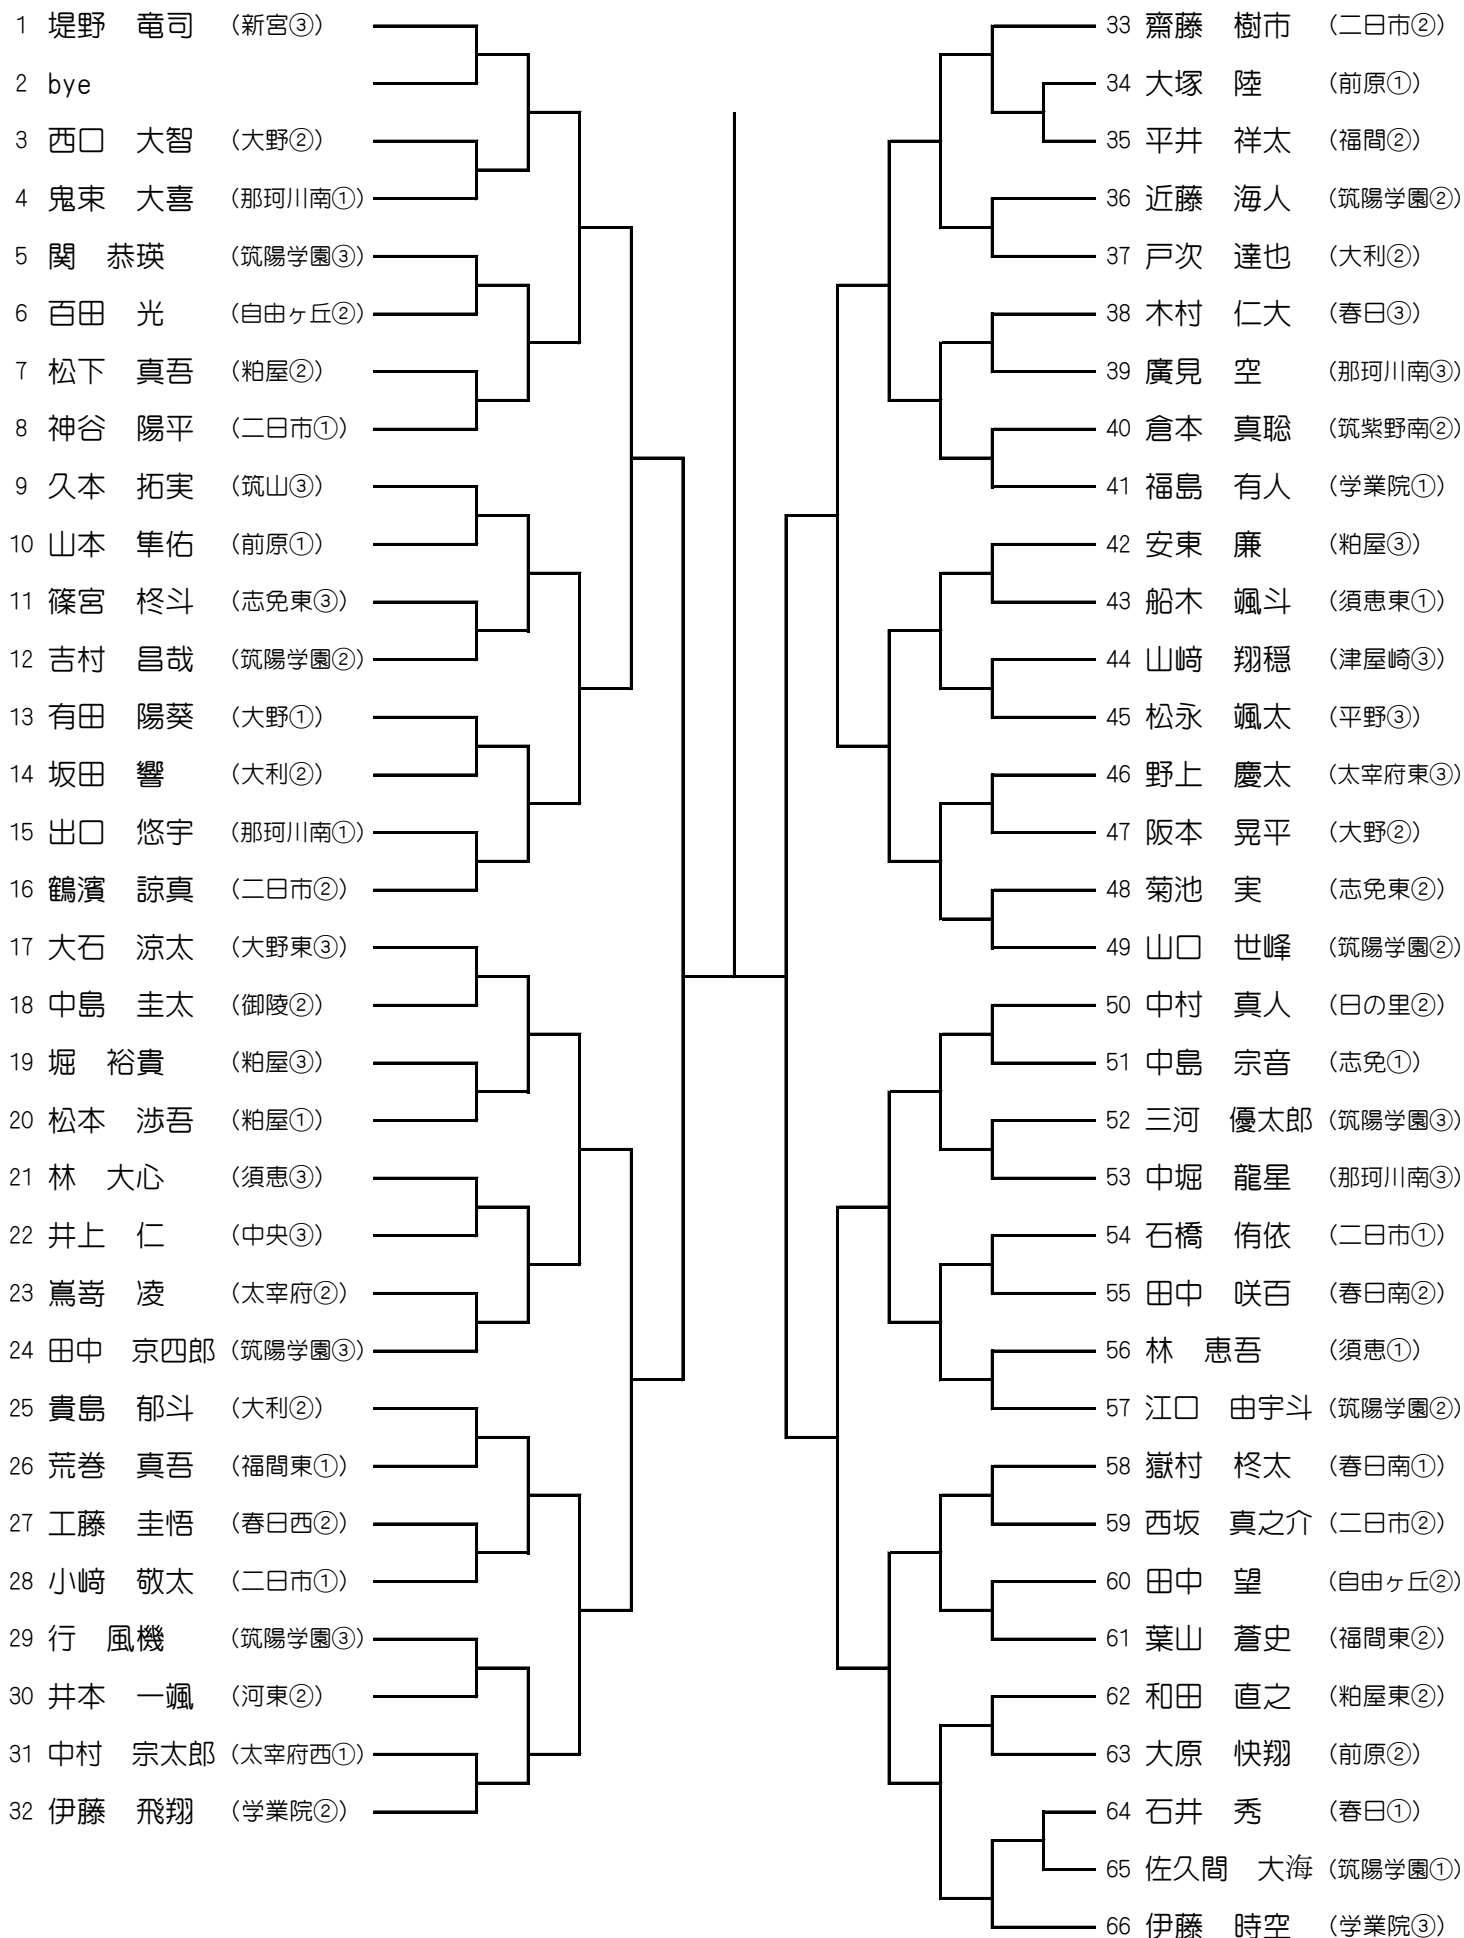 1 堤野　竜司 （新宮③）
2 bye
3 西口　大智 （大野②）
4 鬼束　大喜 （那珂川南①）
5 関　恭瑛 （筑陽学園③）
6 百田　光 （自由ヶ丘②）
7 松下　真吾 （粕屋②）
8 神谷　陽平 （二日市①）
9 久本　拓実 （筑山③）
10 山本　隼佑 （前原①）
11 篠宮　柊斗 （志免東③）
12 吉村　昌哉 （筑陽学園②）
13 有田　陽葵 （大野①）
14 坂田　響 （大利②）
15 出口　悠宇 （那珂川南①）
16 鶴濱　諒真 （二日市②）
17 大石　涼太 （大野東③）
18 中島　圭太 （御陵②）
19 堀　裕貴 （粕屋③）
20 松本　渉吾 （粕屋①）
21 林　大心 （須恵③）
22 井上　仁 （中央③）
23 嶌嵜　凌 （太宰府②）
24 田中　京四郎 （筑陽学園③）
25 貴島　郁斗 （大利②）
26 荒巻　真吾 （福間東①）
27 工藤　圭悟 （春日西②）
28 小﨑　敬太 （二日市①）
29 行　風機 （筑陽学園③）
30 井本　一颯 （河東②）
31 中村　宗太郎 （太宰府西①）
32 伊藤　飛翔 （学業院②）
33 齋藤　樹市 （二日市②）
34 大塚　陸 （前原①）
35 平井　祥太 （福間②）
36 近藤　海人 （筑陽学園②）
37 戸次　達也 （大利②）
38 木村　仁大 （春日③）
39 廣見　空 （那珂川南③）
40 倉本　真聡 （筑紫野南②）
41 福島　有人 （学業院①）
42 安東　廉 （粕屋③）
43 船木　颯斗 （須恵東①）
44 山﨑　翔穏 （津屋崎③）
45 松永　颯太 （平野③）
46 野上　慶太 （太宰府東③）
47 阪本　晃平 （大野②）
48 菊池　実 （志免東②）
49 山口　世峰 （筑陽学園②）
50 中村　真人 （日の里②）
51 中島　宗音 （志免①）
52 三河　優太郎 （筑陽学園③）
53 中堀　龍星 （那珂川南③）
54 石橋　侑依 （二日市①）
55 田中　咲百 （春日南②）
56 林　恵吾 （須恵①）
57 江口　由宇斗 （筑陽学園②）
58 嶽村　柊太 （春日南①）
59 西坂　真之介 （二日市②）
60 田中　望 （自由ヶ丘②）
61 葉山　蒼史 （福間東②）
62 和田　直之 （粕屋東②）
63 大原　快翔 （前原②）
64 石井　秀 （春日①）
65 佐久間　大海 （筑陽学園①）
66 伊藤　時空 （学業院③）